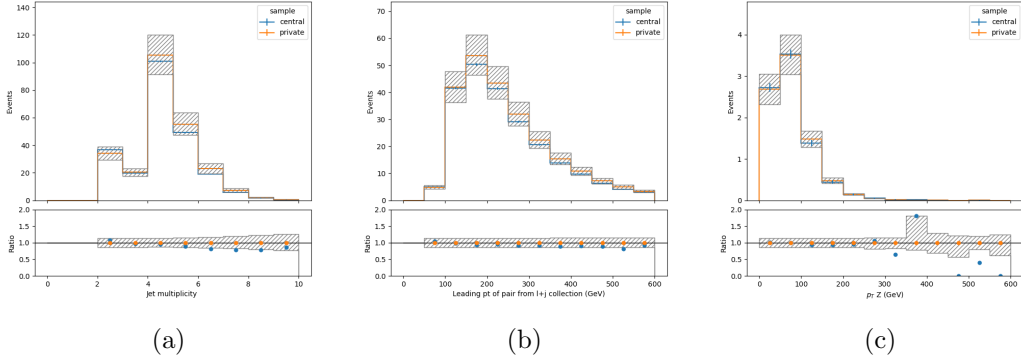 sample
central
private
140
120
100
80
60
40
20
0
Events
2.0
1.5
1.0
0.5
0.0
Ratio
0 2 4 6 8 10
Jet multiplicity
(a)
sample
central
private
70
60
50
40
30
20
10
0
Events
2.0
1.5
1.0
0.5
0.0
Ratio
0 100 200 300 400 500 600
Leading pt of pair from l+j collection (GeV)
(b)
sample
central
private
4
3
2
1
0
Events
2.0
1.5
1.0
0.5
0.0
Ratio
0 100 200 300 400 500 600
pT Z (GeV)
(c)